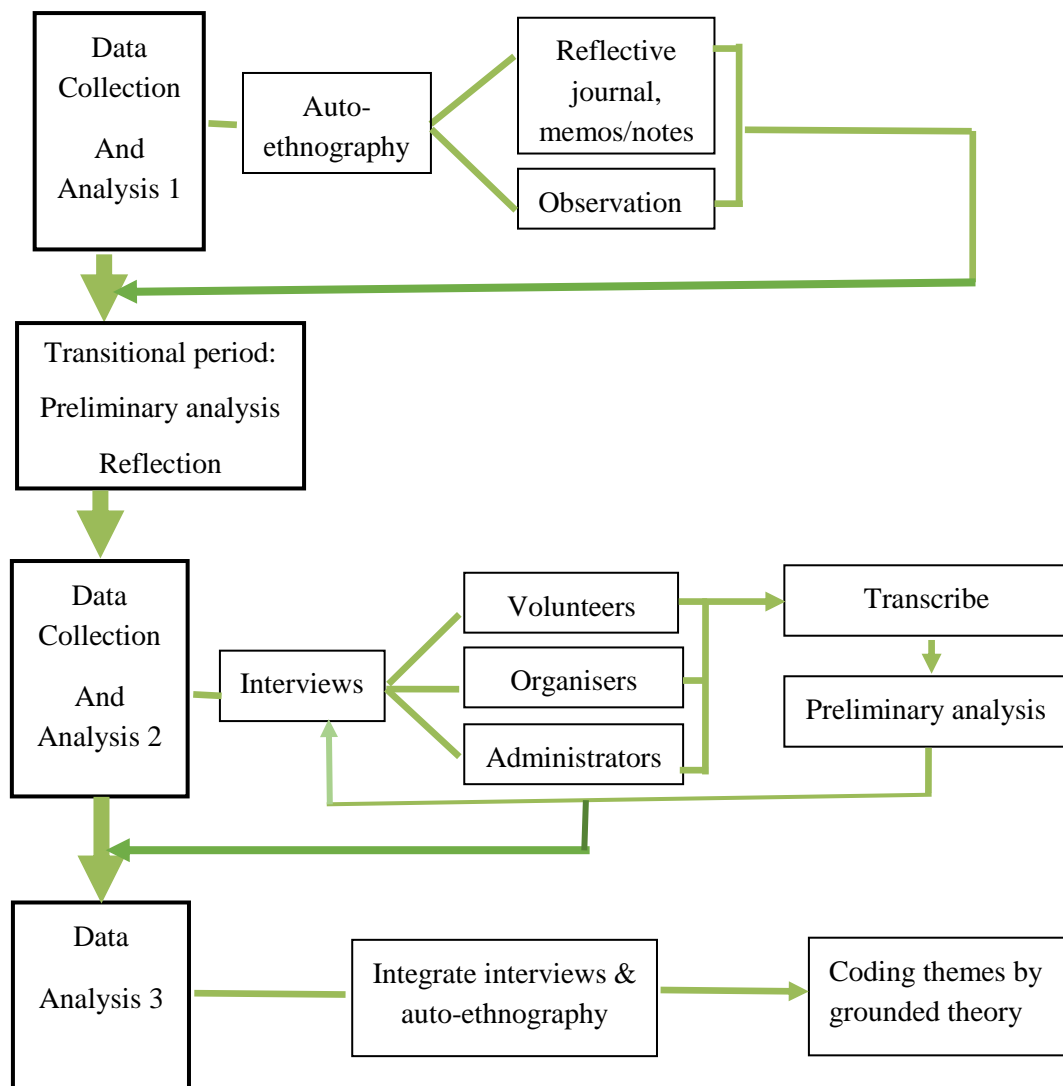 Data
Collection
And
Analysis 1
Auto-
ethnography
Reflective
journal,
memos/notes
Observation
Transitional period:
Preliminary analysis
Reflection
Data
Collection
And
Analysis 2
Interviews
Volunteers
Organisers
Administrators
Transcribe
Preliminary analysis
Data
Analysis 3
Integrate interviews &
auto-ethnography
Coding themes by
grounded theory